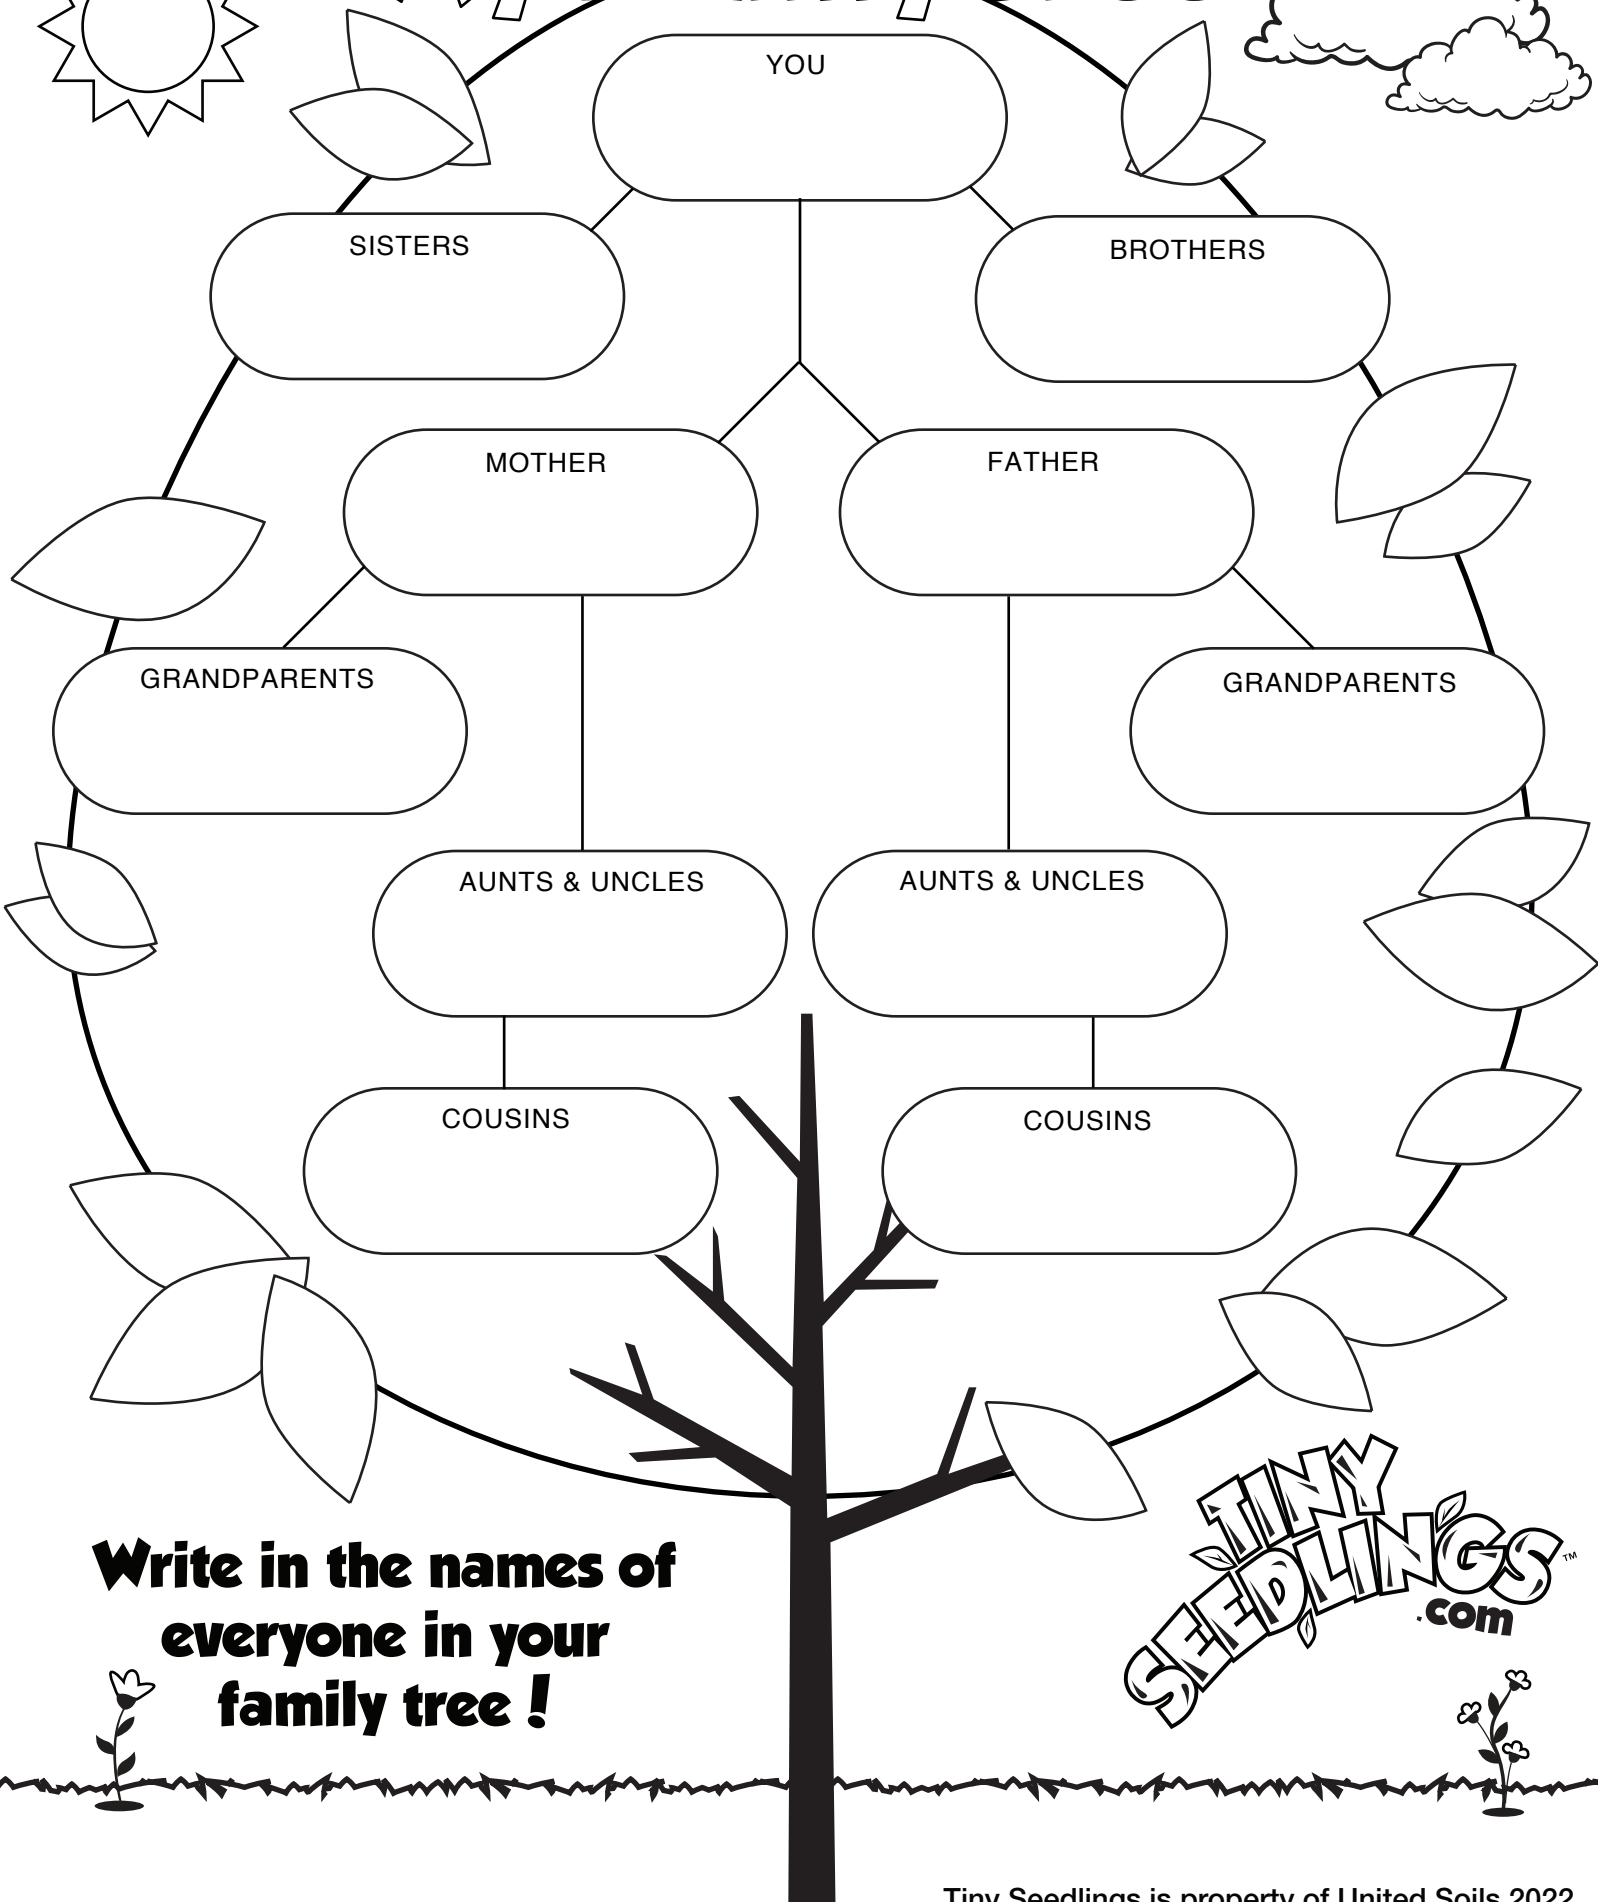 YOU
SISTERS
BROTHERS
MOTHER
FATHER
GRANDPARENTS
GRANDPARENTS
AUNTS & UNCLES
AUNTS & UNCLES
COUSINS
COUSINS
Write in the names of
everyone in your
family tree!
TINY
SEEDLINGS™
.com
Tiny Seedlings is property of United Soils 2022